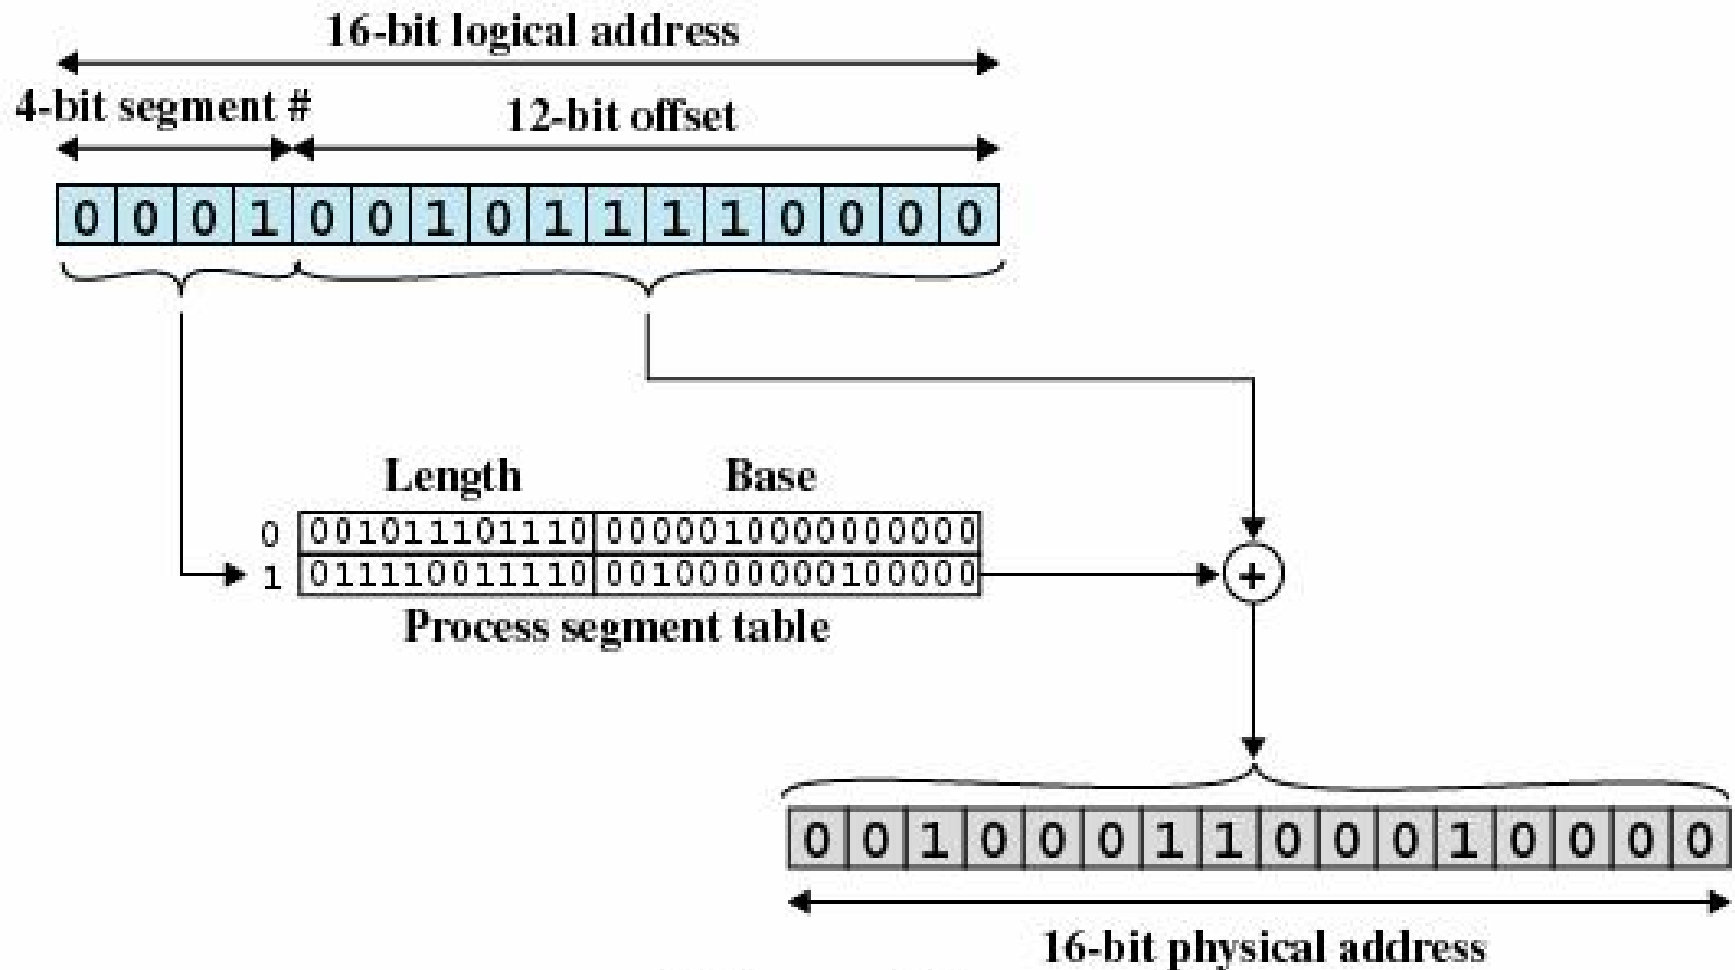 16-bit logical address
4-bit segment #
12-bit offset
0 0 0 1 0 0 1 0 1 1 1 1 0 0 0 0
Length Base
0 001011101110 0000010000000000
1 011110011110 0010000000100000
+
Process segment table
0 0 1 0 0 0 1 1 0 0 0 1 0 0 0 0
16-bit physical address